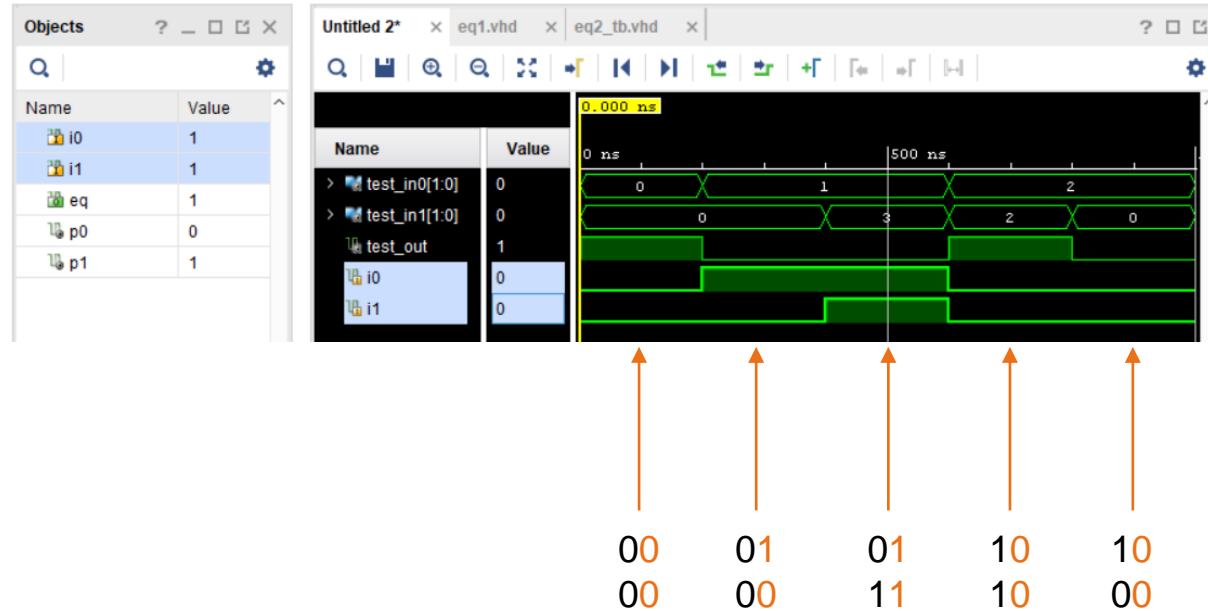 Objects ? _
Name Value
i0 1
i1 1
eq 1
p0 0
p1 1
Untitled 2* × eq1.vhd × eq2_tb.vhd × ?
0.000 ns
Name Value
0 ns 500 ns
> test_in0[1:0] 0 0 1 2
> test_in1[1:0] 0 0 3 2 0
test_out 1
i0 0
i1 0
00 01 01 10 10
00 00 11 10 00